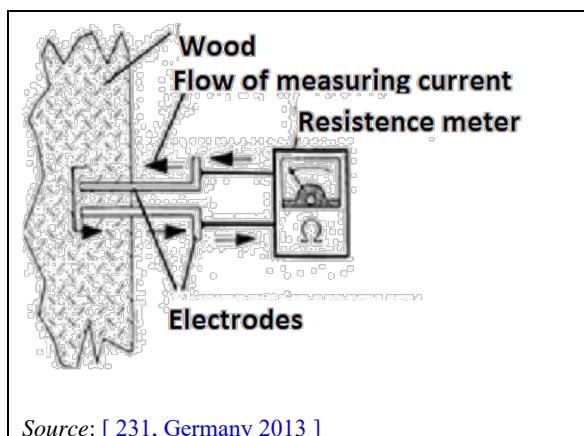 Wood
Flow of measuring current
Resistence meter
Ω
Electrodes
Source: [ 231, Germany 2013 ]